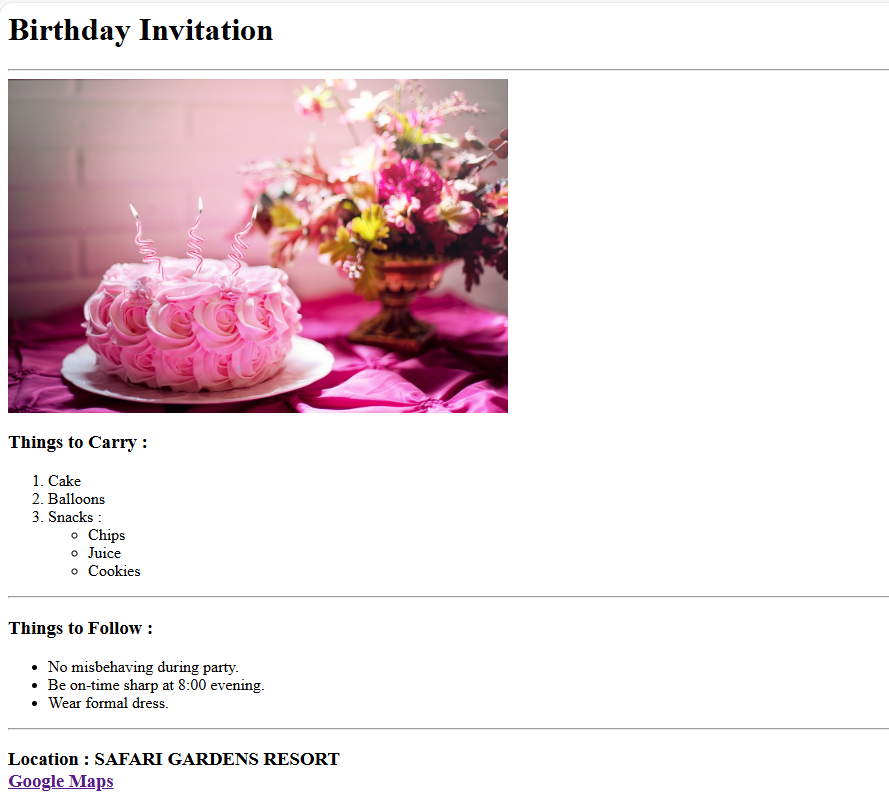 Birthday Invitation
Things to Carry :
1. Cake
2. Balloons
3. Snacks :
Chips
Juice
Cookies
Things to Follow :
No misbehaving during party.
Be on-time sharp at 8:00 evening.
Wear formal dress.
Location : SAFARI GARDENS RESORT
Google Maps